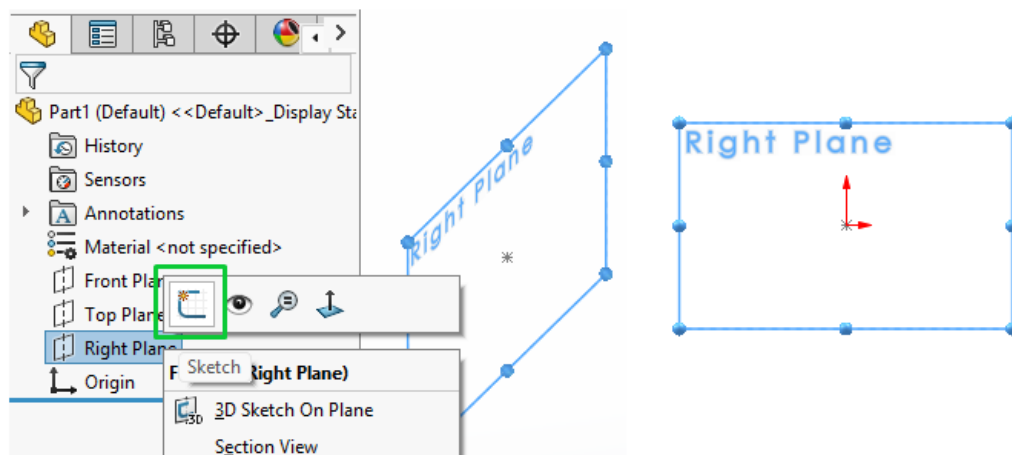 Part1 (Default) <<Default>_Display Sta
History
Sensors
Annotations
Material <not specified>
Front Plan
Top Plane
Right Plane
Origin
Sketch
Right Plane)
3D Sketch On Plane
Section View
Right Plane
Right Plane